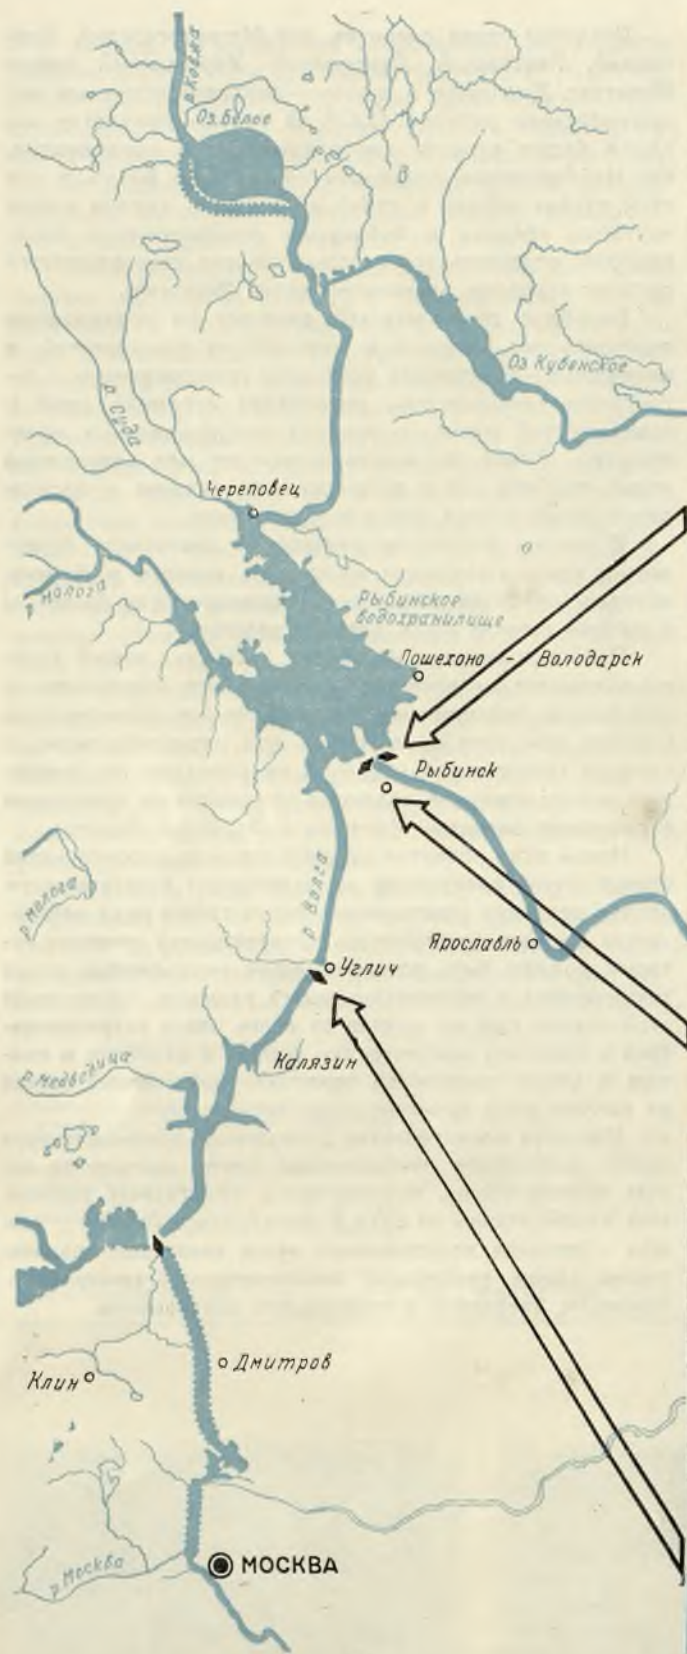 р. Ковжа
Оз. Белое
В
Оз. Кубенское
р. Суда
Череповец
р. Молога
Рыбинское
водохранилище
Пошехоно - Володарск
Рыбинск
р. Волга
р. Молога
Ярославль
Углич
Калязин
р. Медведица
Дмитров
Клин
МОСКВА
р. Москва